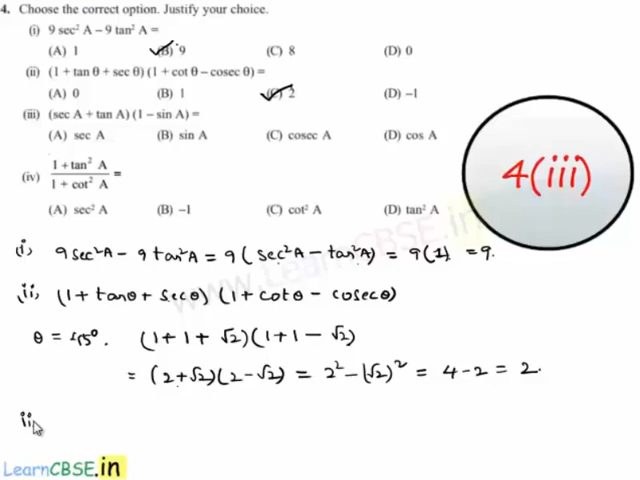 4. Choose the correct option. Justify your choice.
(i) 9 sec² A – 9 tan² A =
(A) 1 (B) 9 (C) 8 (D) 0
(ii) (1 + tan θ + sec θ) (1 + cot θ – cosec θ) =
(A) 0 (B) 1 (C) 2 (D) –1
(iii) (sec A + tan A) (1 – sin A) =
(A) sec A (B) sin A (C) cosec A (D) cos A
4(iii)
(iv) (1 + tan² A)/(1 + cot² A) =
(A) sec² A (B) –1 (C) cot² A (D) tan² A
www.LearnCBSE.in
(i) 9 sec²A – 9 tan²A = 9 (sec²A – tan²A) = 9(1) = 9.
(ii) (1 + tanθ + secθ) (1 + cotθ – cosecθ)
θ = 45°. (1 + 1 + √2)(1 + 1 – √2)
= (2+√2)(2–√2) = 2² – (√2)² = 4 – 2 = 2.
ii
LearnCBSE.in